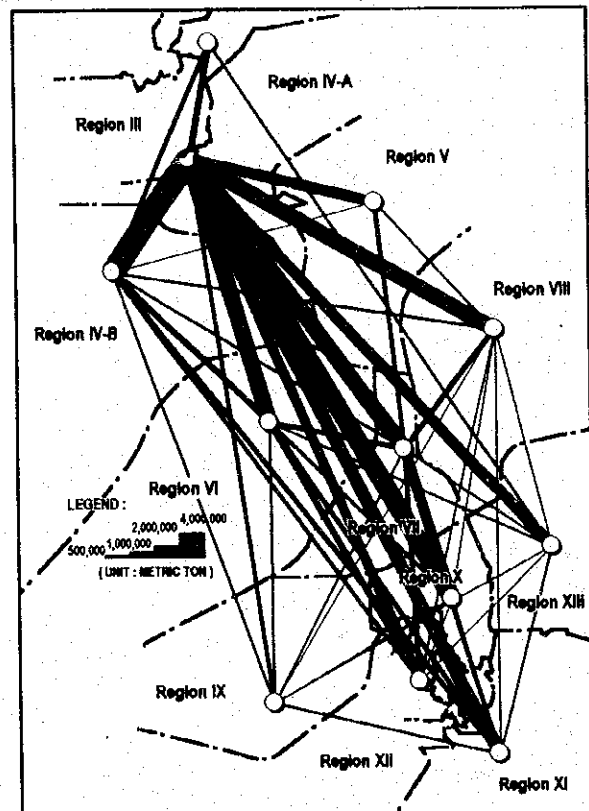 Region IV-A
Region III
Region V
Region VIII
Region IV-B
Region VI
LEGEND :
4,000,000
2,000,000
500,000 1,000,000
( UNIT : METRIC TON )
Region VII
Region X
Region XIII
Region IX
Region XII
Region XI